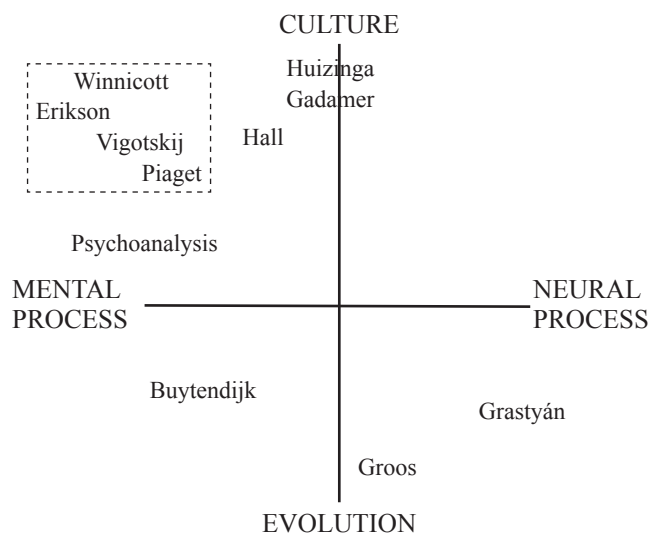 CULTURE
Huizinga
Gadamer
Winnicott
Erikson
Vigotskij
Piaget
Hall
Psychoanalysis
MENTAL
PROCESS
NEURAL
PROCESS
Buytendijk
Grastyán
Groos
EVOLUTION